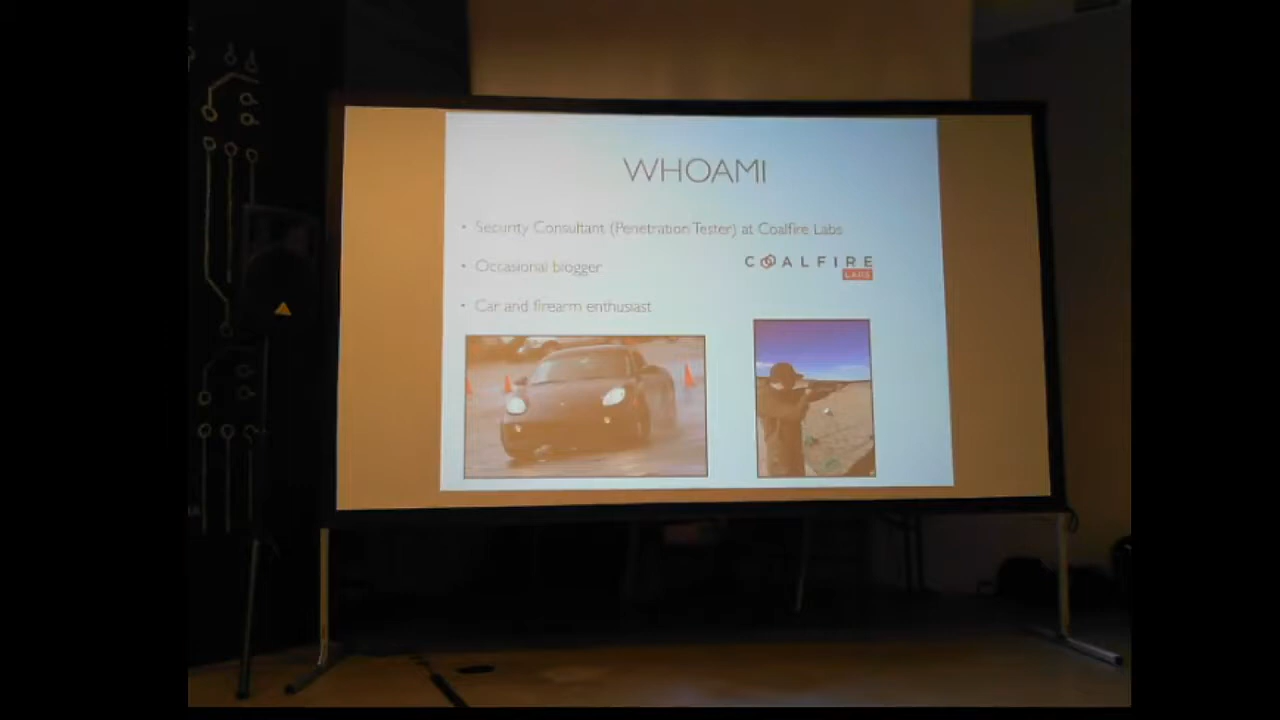 WHOAMI
• Security Consultant (Penetration Tester) at Coalfire Labs
• Occasional blogger
COALFIRE
LABS
• Car and firearm enthusiast